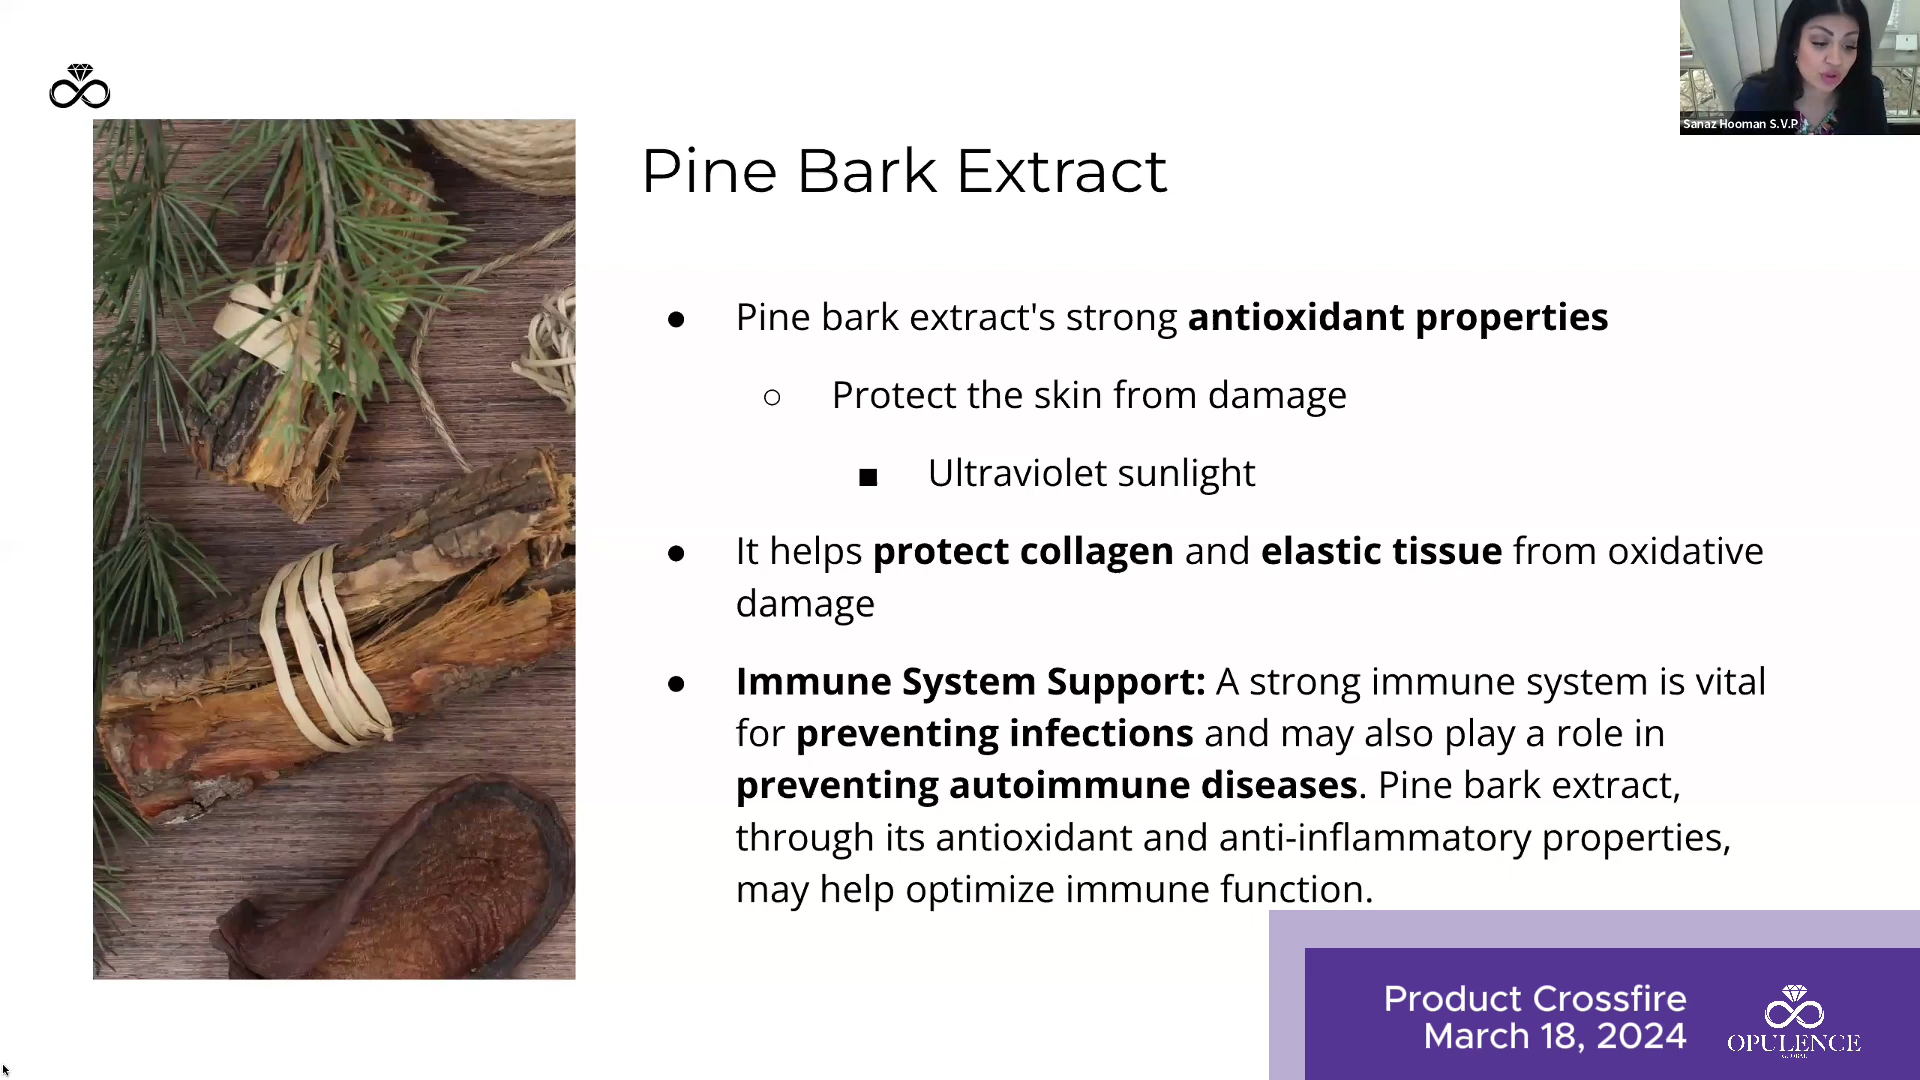 Sanaz Hooman S.V.P
Pine Bark Extract
● Pine bark extract's strong antioxidant properties
○ Protect the skin from damage
■ Ultraviolet sunlight
● It helps protect collagen and elastic tissue from oxidative
damage
● Immune System Support: A strong immune system is vital
for preventing infections and may also play a role in
preventing autoimmune diseases. Pine bark extract,
through its antioxidant and anti-inflammatory properties,
may help optimize immune function.
Product Crossfire
March 18, 2024
OPULENCE
GLOBAL